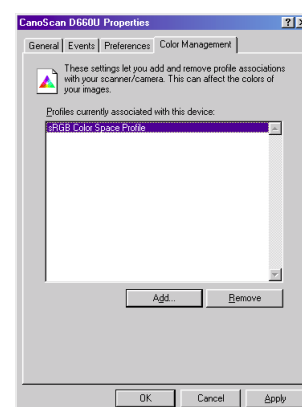 CanoScan D660U Properties
General Events Preferences Color Management
These settings let you add and remove profile associations
with your scanner/camera. This can affect the colors of
your images.
Profiles currently associated with this device:
sRGB Color Space Profile
Add... Remove
OK Cancel Apply